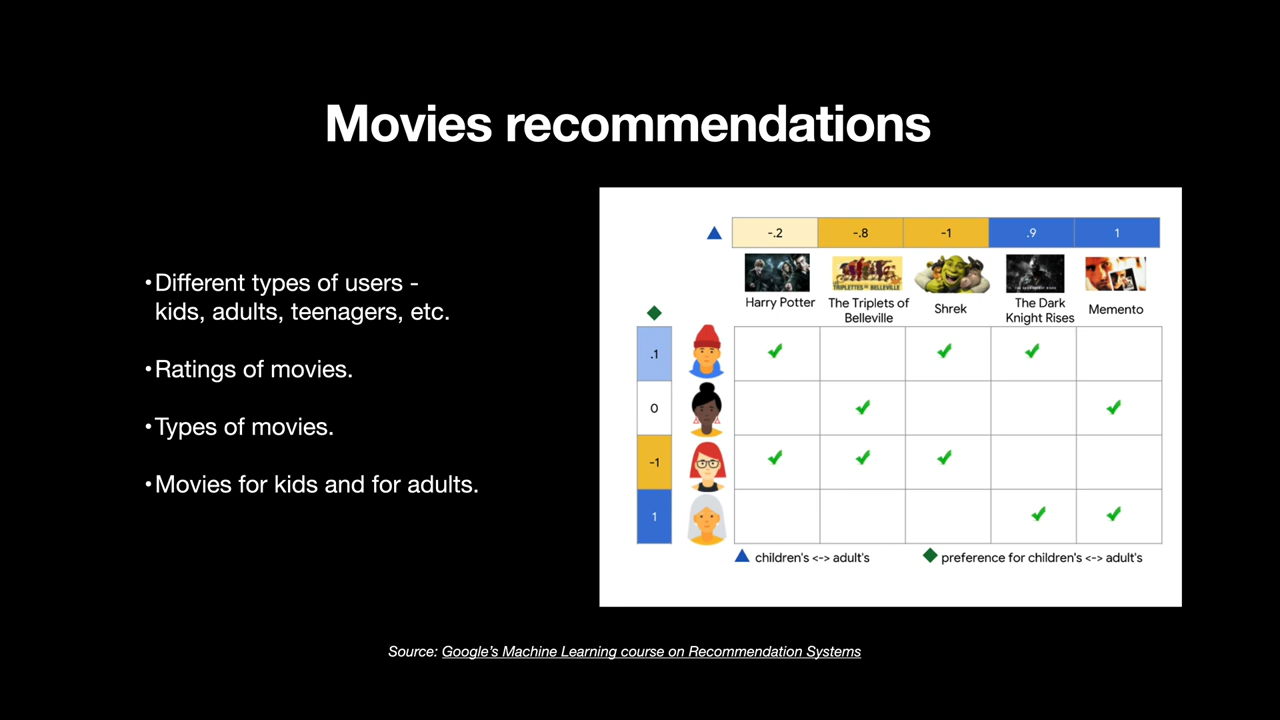 Movies recommendations
•Different types of users -
kids, adults, teenagers, etc.
•Ratings of movies.
•Types of movies.
•Movies for kids and for adults.
-.2 -.8 -1 .9 1
TRIPLETTES DE BELLEVILLE
Harry Potter The Triplets of Belleville Shrek The Dark Knight Rises Memento
.1
0
-1
1
children's <-> adult's preference for children's <-> adult's
Source: Google's Machine Learning course on Recommendation Systems